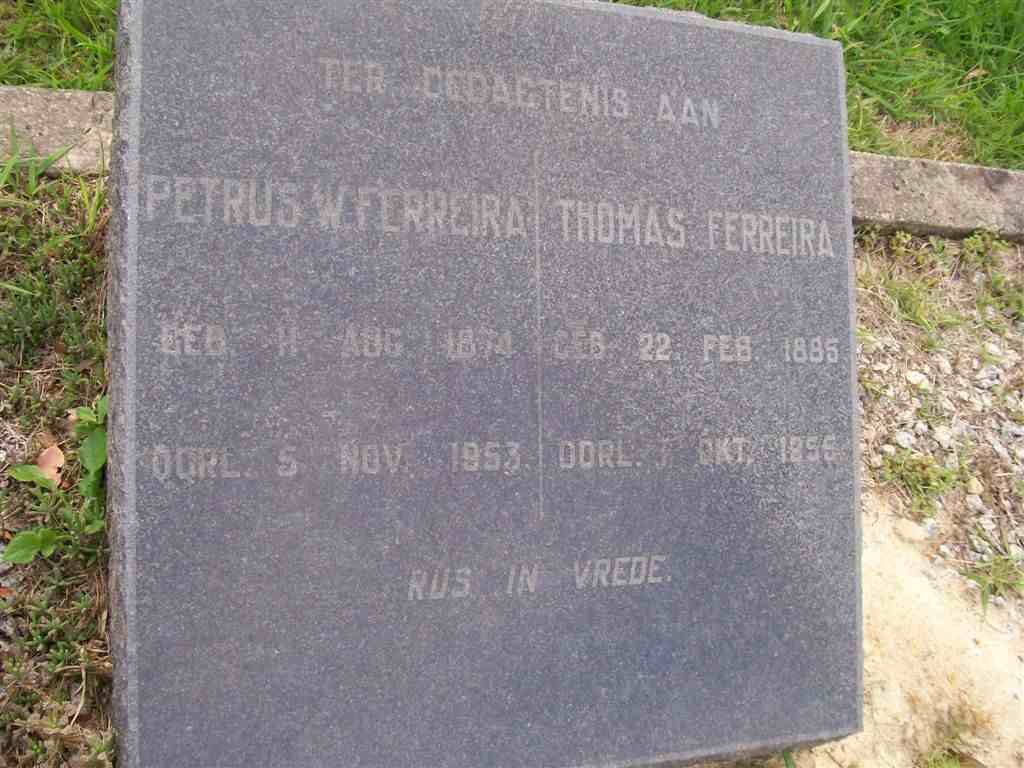 TER GEDAGTENIS AAN
PETRUS W. FERREIRA
GEB. 11. AUG 1874
OORL. 5 NOV. 1953.
THOMAS FERREIRA
GEB. 22. FEB. 1885
OORL. OKT. 1956
RUS IN VREDE.